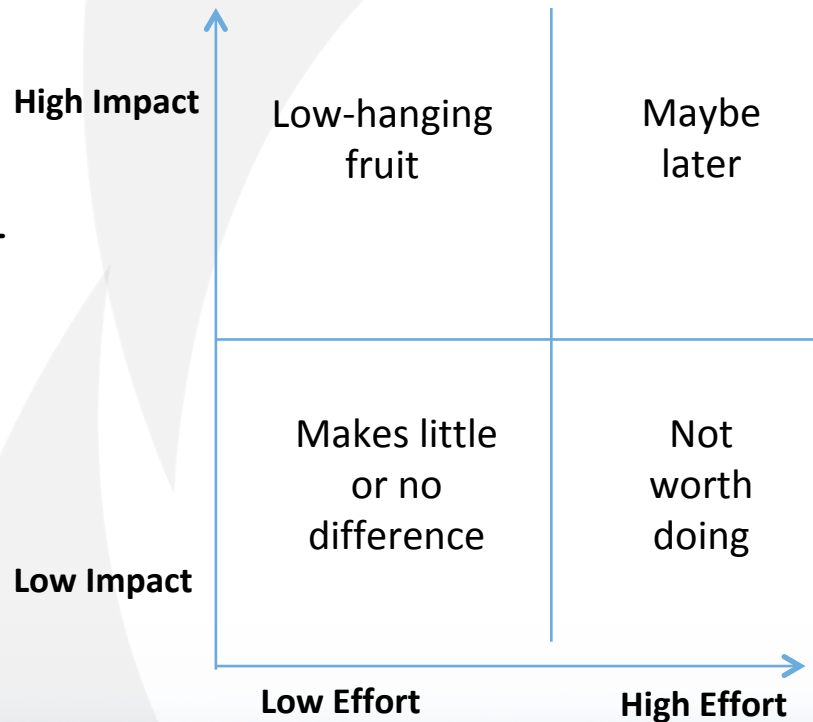 High Impact
Low-hanging
fruit
Maybe
later
Makes little
or no
difference
Not
worth
doing
Low Impact
Low Effort
High Effort